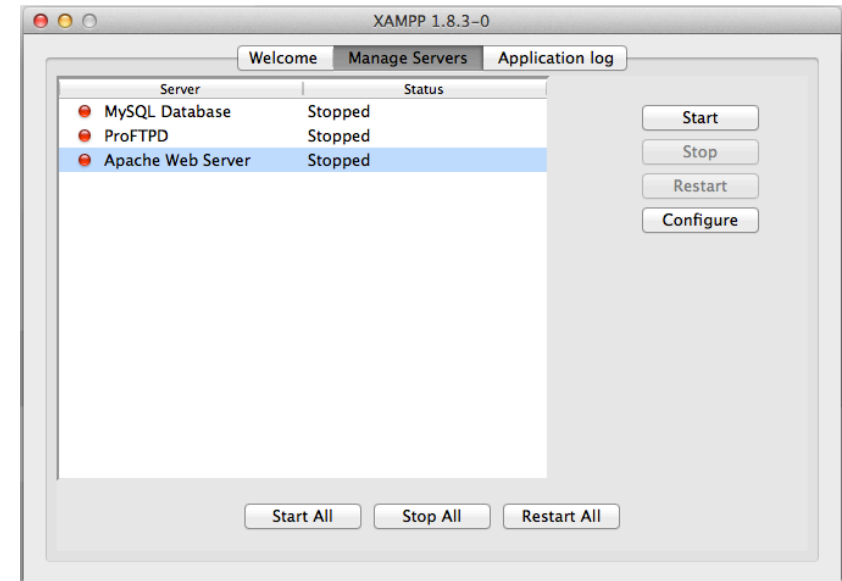 XAMPP 1.8.3-0
Welcome Manage Servers Application log
Server Status
MySQL Database Stopped
ProFTPD Stopped
Apache Web Server Stopped
Start
Stop
Restart
Configure
Start All Stop All Restart All